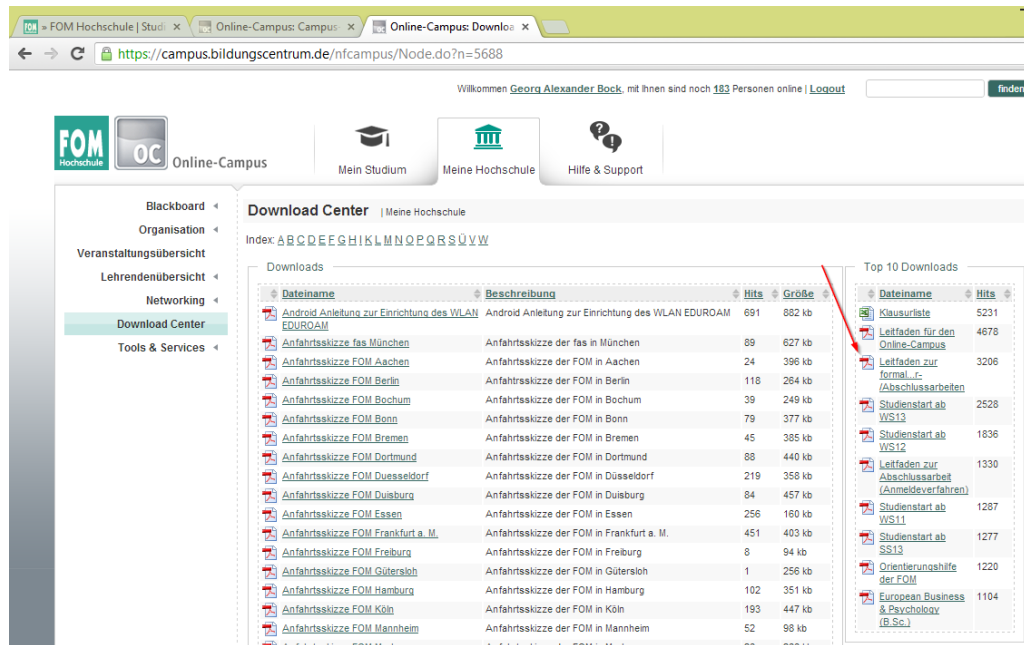 » FOM Hochschule | Studi
Online-Campus: Campus-
Online-Campus: Downloa
https://campus.bildungscentrum.de/nfcampus/Node.do?n=5688
Willkommen Georg Alexander Bock, mit Ihnen sind noch 183 Personen online | Logout
finden
FOM
Hochschule
OC
Online-Campus
Mein Studium
Meine Hochschule
Hilfe & Support
Blackboard
Organisation
Veranstaltungsübersicht
Lehrendenübersicht
Networking
Download Center
Tools & Services
Download Center | Meine Hochschule
Index: A B C D E F G H I K L M N O P Q R S Ü V W
Downloads
Dateiname Beschreibung Hits Größe
Android Anleitung zur Einrichtung des WLAN EDUROAM Android Anleitung zur Einrichtung des WLAN EDUROAM 691 882 kb
Anfahrtsskizze fas München Anfahrtsskizze der fas in München 89 627 kb
Anfahrtsskizze FOM Aachen Anfahrtsskizze der FOM in Aachen 24 396 kb
Anfahrtsskizze FOM Berlin Anfahrtsskizze der FOM in Berlin 118 264 kb
Anfahrtsskizze FOM Bochum Anfahrtsskizze der FOM in Bochum 39 249 kb
Anfahrtsskizze FOM Bonn Anfahrtsskizze der FOM in Bonn 79 377 kb
Anfahrtsskizze FOM Bremen Anfahrtsskizze der FOM in Bremen 45 385 kb
Anfahrtsskizze FOM Dortmund Anfahrtsskizze der FOM in Dortmund 88 440 kb
Anfahrtsskizze FOM Duesseldorf Anfahrtsskizze der FOM in Düsseldorf 219 358 kb
Anfahrtsskizze FOM Duisburg Anfahrtsskizze der FOM in Duisburg 84 457 kb
Anfahrtsskizze FOM Essen Anfahrtsskizze der FOM in Essen 256 160 kb
Anfahrtsskizze FOM Frankfurt a. M. Anfahrtsskizze der FOM in Frankfurt a. M. 451 403 kb
Anfahrtsskizze FOM Freiburg Anfahrtsskizze der FOM in Freiburg 8 94 kb
Anfahrtsskizze FOM Gütersloh Anfahrtsskizze der FOM in Gütersloh 1 256 kb
Anfahrtsskizze FOM Hamburg Anfahrtsskizze der FOM in Hamburg 102 351 kb
Anfahrtsskizze FOM Köln Anfahrtsskizze der FOM in Köln 193 447 kb
Anfahrtsskizze FOM Mannheim Anfahrtsskizze der FOM in Mannheim 52 98 kb
Top 10 Downloads
Dateiname Hits
Klausurliste 5231
Leitfaden für den 4678
Online-Campus
Leitfaden zur 3206
formal...r-
/Abschlussarbeiten
Studienstart ab 2528
WS13
Studienstart ab 1836
WS12
Leitfaden zur 1330
Abschlussarbeit
(Anmeldeverfahren)
Studienstart ab 1287
WS11
Studienstart ab 1277
SS13
Orientierungshilfe 1220
der FOM
European Business 1104
& Psychology
(B.Sc.)